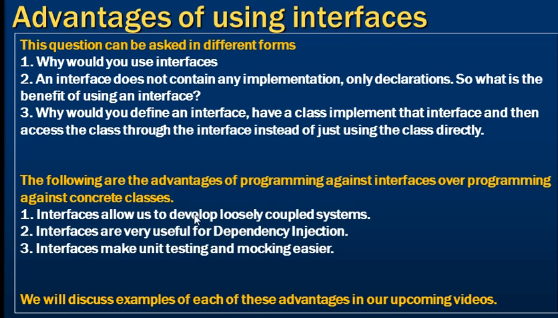 Advantages of using interfaces
This question can be asked in different forms
1. Why would you use interfaces
2. An interface does not contain any implementation, only declarations. So what is the
benefit of using an interface?
3. Why would you define an interface, have a class implement that interface and then
access the class through the interface instead of just using the class directly.
The following are the advantages of programming against interfaces over programming
against concrete classes.
1. Interfaces allow us to develop loosely coupled systems.
2. Interfaces are very useful for Dependency Injection.
3. Interfaces make unit testing and mocking easier.
We will discuss examples of each of these advantages in our upcoming videos.